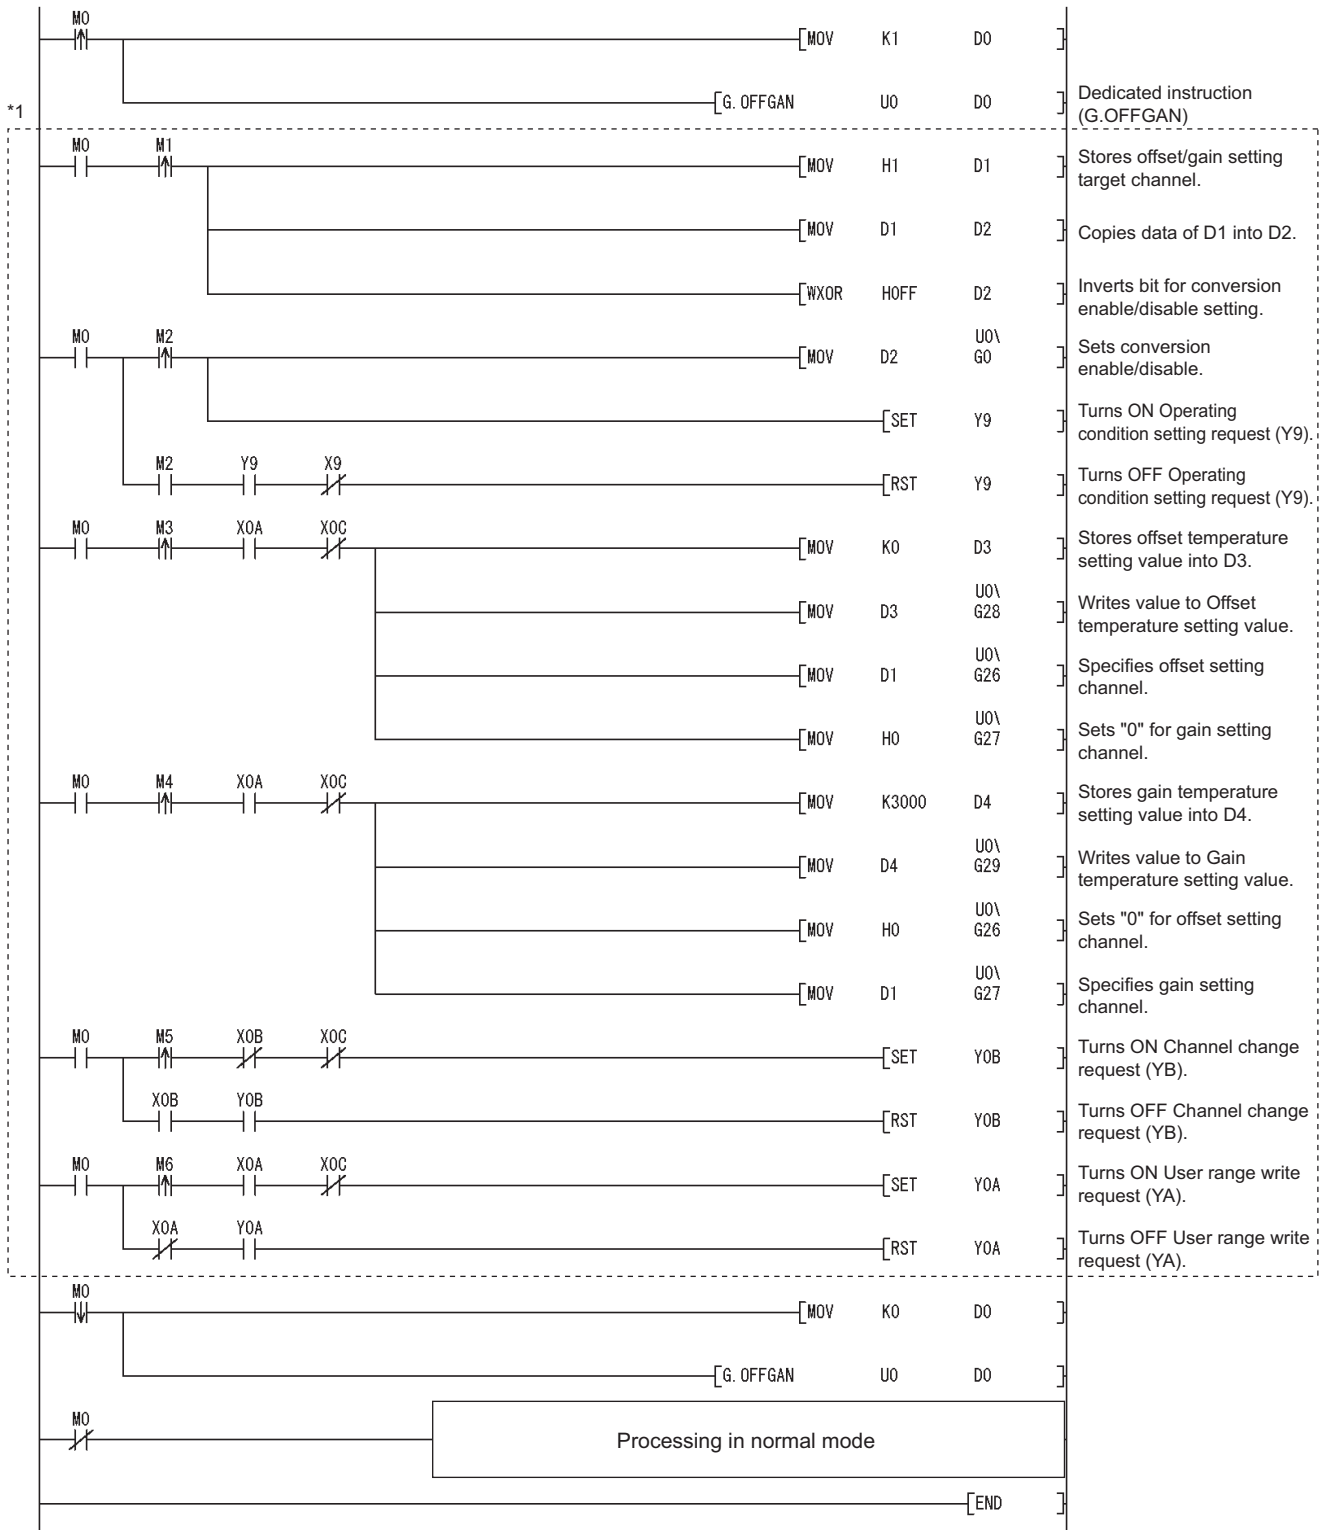 M0
MOV K1 D0
*1
G.OFFGAN U0 D0
Dedicated instruction
(G.OFFGAN)
M0 M1
MOV H1 D1
Stores offset/gain setting
target channel.
MOV D1 D2
Copies data of D1 into D2.
WXOR H0FF D2
Inverts bit for conversion
enable/disable setting.
M0 M2
U0\
MOV D2 G0
Sets conversion
enable/disable.
SET Y9
Turns ON Operating
condition setting request (Y9).
M2 Y9 X9
RST Y9
Turns OFF Operating
condition setting request (Y9).
M0 M3 X0A X0C
MOV K0 D3
Stores offset temperature
setting value into D3.
U0\
MOV D3 G28
Writes value to Offset
temperature setting value.
U0\
MOV D1 G26
Specifies offset setting
channel.
U0\
MOV H0 G27
Sets "0" for gain setting
channel.
M0 M4 X0A X0C
MOV K3000 D4
Stores gain temperature
setting value into D4.
U0\
MOV D4 G29
Writes value to Gain
temperature setting value.
U0\
MOV H0 G26
Sets "0" for offset setting
channel.
U0\
MOV D1 G27
Specifies gain setting
channel.
M0 M5 X0B X0C
SET Y0B
Turns ON Channel change
request (YB).
X0B Y0B
RST Y0B
Turns OFF Channel change
request (YB).
M0 M6 X0A X0C
SET Y0A
Turns ON User range write
request (YA).
X0A Y0A
RST Y0A
Turns OFF User range write
request (YA).
M0
MOV K0 D0
G.OFFGAN U0 D0
M0
Processing in normal mode
END